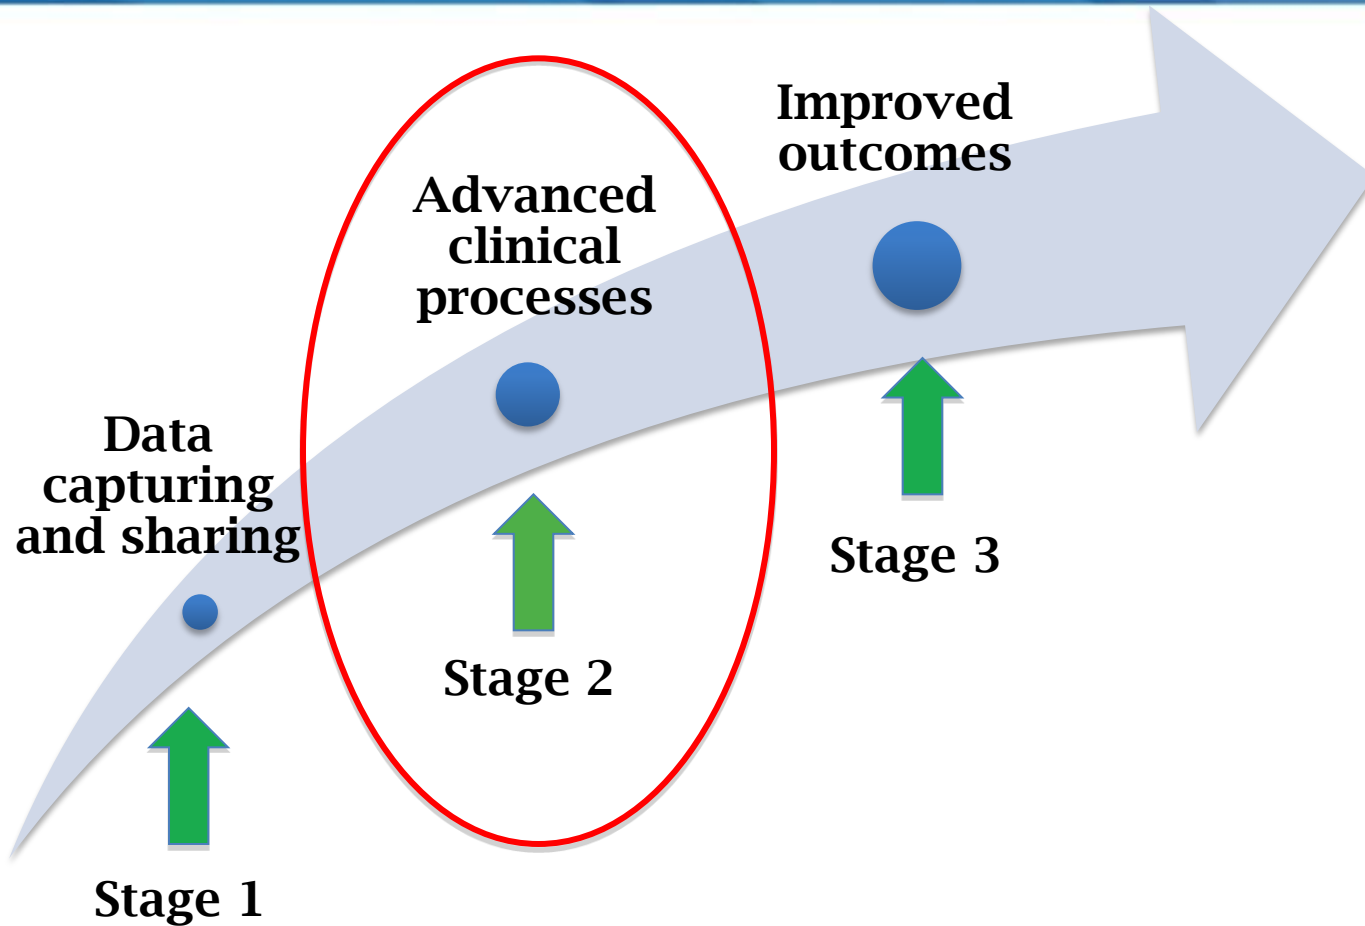 Data
capturing
and sharing
Stage 1
Advanced
clinical
processes
Stage 2
Improved
outcomes
Stage 3